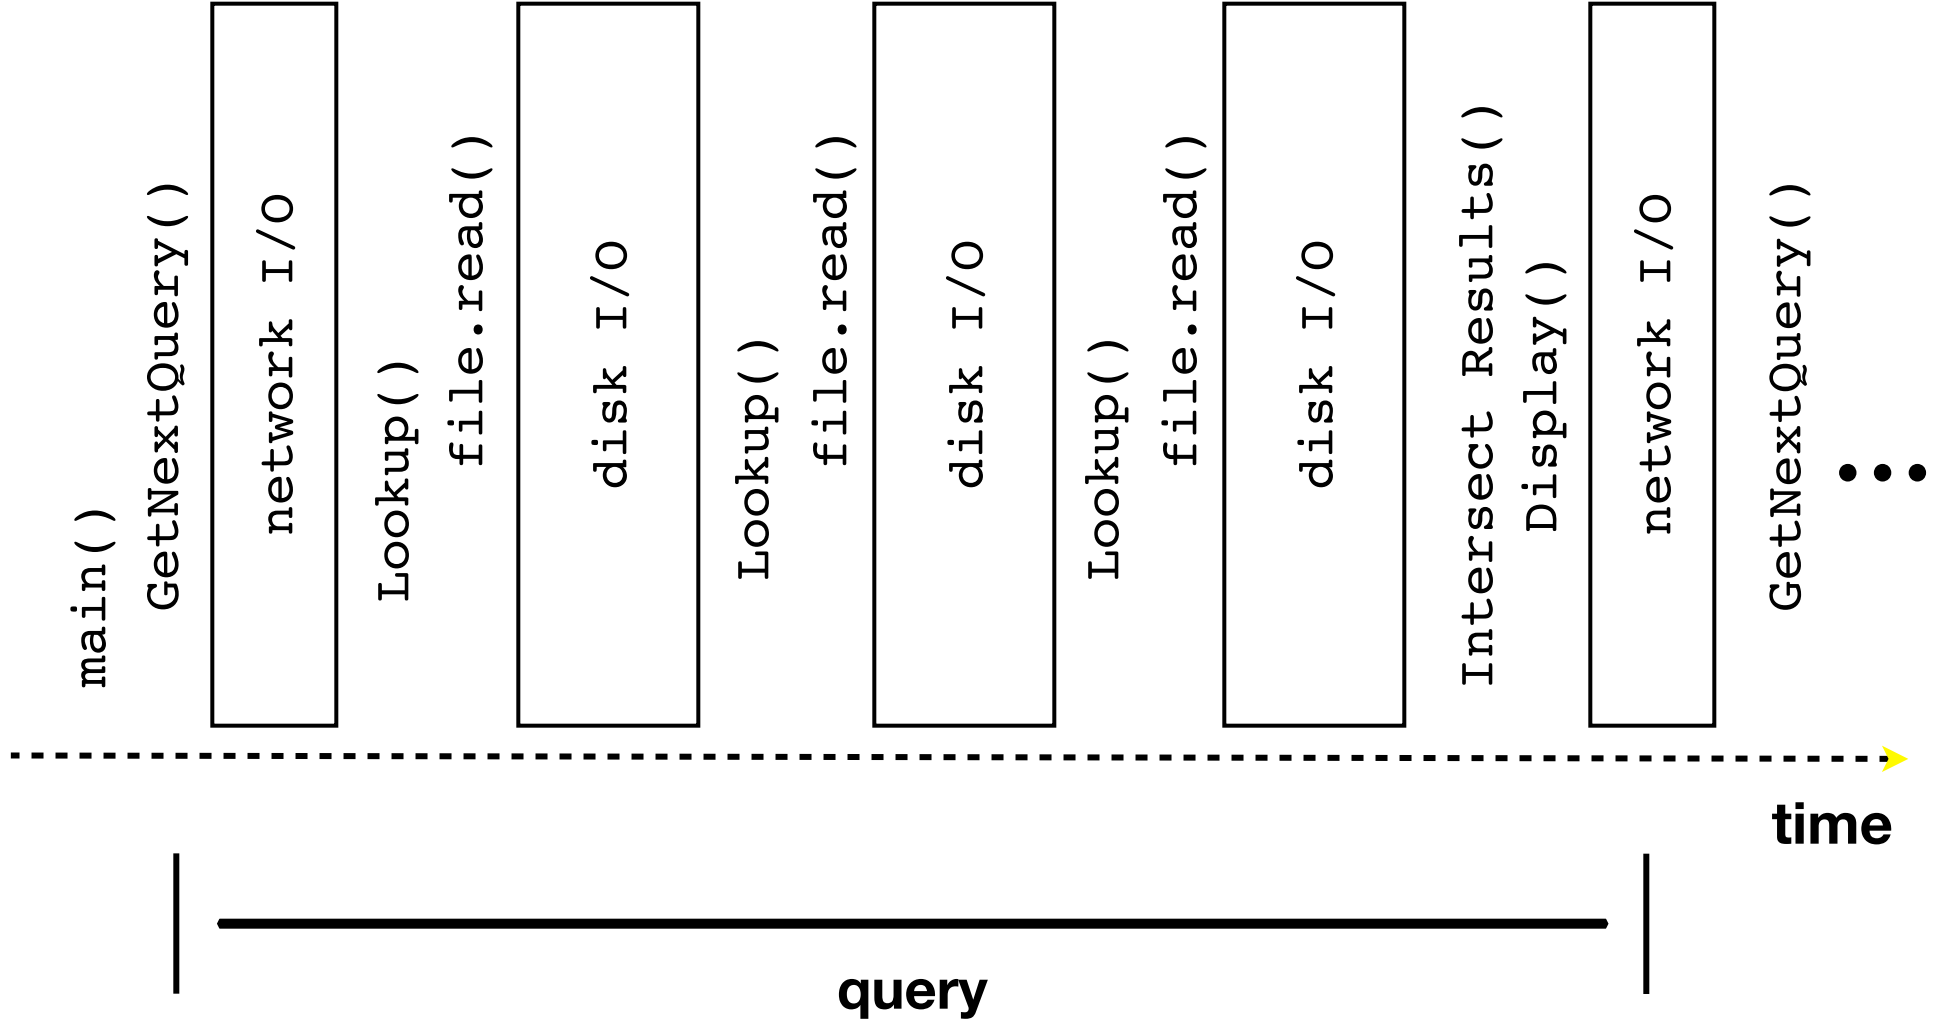 main()
GetNextQuery()
network I/O
Lookup()
file.read()
disk I/O
Lookup()
file.read()
disk I/O
Lookup()
file.read()
disk I/O
Intersect Results()
Display()
network I/O
GetNextQuery()
•••
time
query